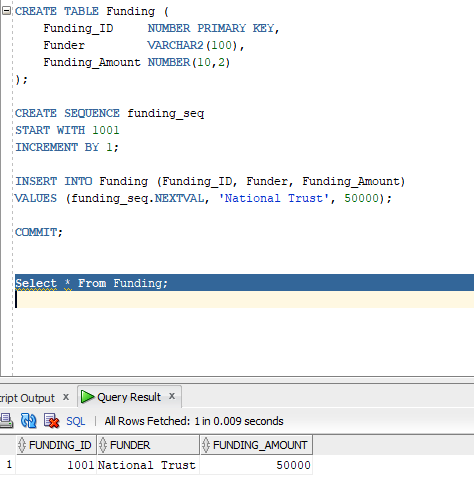 CREATE TABLE Funding (
Funding_ID NUMBER PRIMARY KEY,
Funder VARCHAR2(100),
Funding_Amount NUMBER(10,2)
);
CREATE SEQUENCE funding_seq
START WITH 1001
INCREMENT BY 1;
INSERT INTO Funding (Funding_ID, Funder, Funding_Amount)
VALUES (funding_seq.NEXTVAL, 'National Trust', 50000);
COMMIT;
Select * From Funding;
ript Output x Query Result x
SQL | All Rows Fetched: 1 in 0.009 seconds
FUNDING_ID FUNDER FUNDING_AMOUNT
1 1001 National Trust 50000